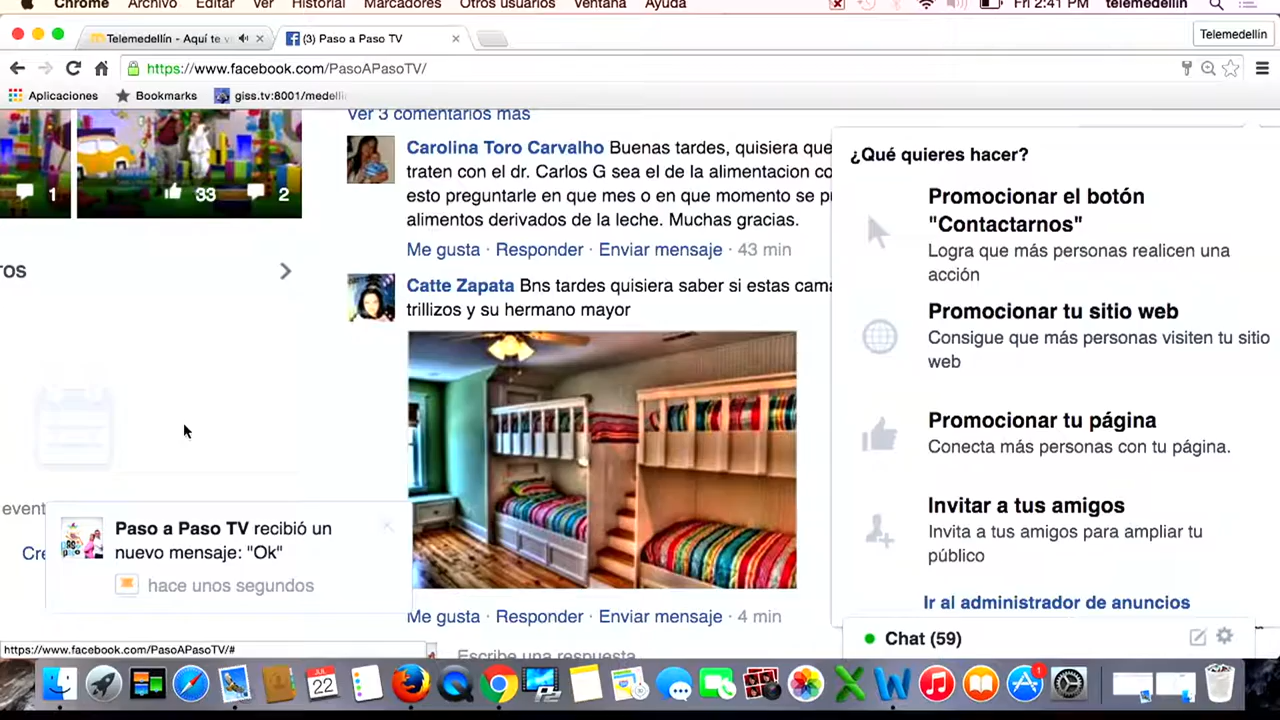 Chrome Archivo Editar Ver Historial Marcadores Otros usuarios Ventana Ayuda Fri 2:41 PM telemedellin
Telemedellín - Aquí te v
(3) Paso a Paso TV
Telemedellin
https://www.facebook.com/PasoAPasoTV/
Aplicaciones Bookmarks giss.tv:8001/medelli
Ver 3 comentarios más
1
33
2
Carolina Toro Carvalho Buenas tardes, quisiera que
traten con el dr. Carlos G sea el de la alimentacion co
esto preguntarle en que mes o en que momento se pu
alimentos derivados de la leche. Muchas gracias.
Me gusta · Responder · Enviar mensaje · 43 min
Catte Zapata Bns tardes quisiera saber si estas cama
trillizos y su hermano mayor
Me gusta · Responder · Enviar mensaje · 4 min
Escribe una respuesta
ros
event
Cre
Paso a Paso TV recibió un
nuevo mensaje: "Ok"
hace unos segundos
https://www.facebook.com/PasoAPasoTV/#
¿Qué quieres hacer?
Promocionar el botón
"Contactarnos"
Logra que más personas realicen una
acción
Promocionar tu sitio web
Consigue que más personas visiten tu sitio
web
Promocionar tu página
Conecta más personas con tu página.
Invitar a tus amigos
Invita a tus amigos para ampliar tu
público
Ir al administrador de anuncios
Chat (59)
JUL
22
1